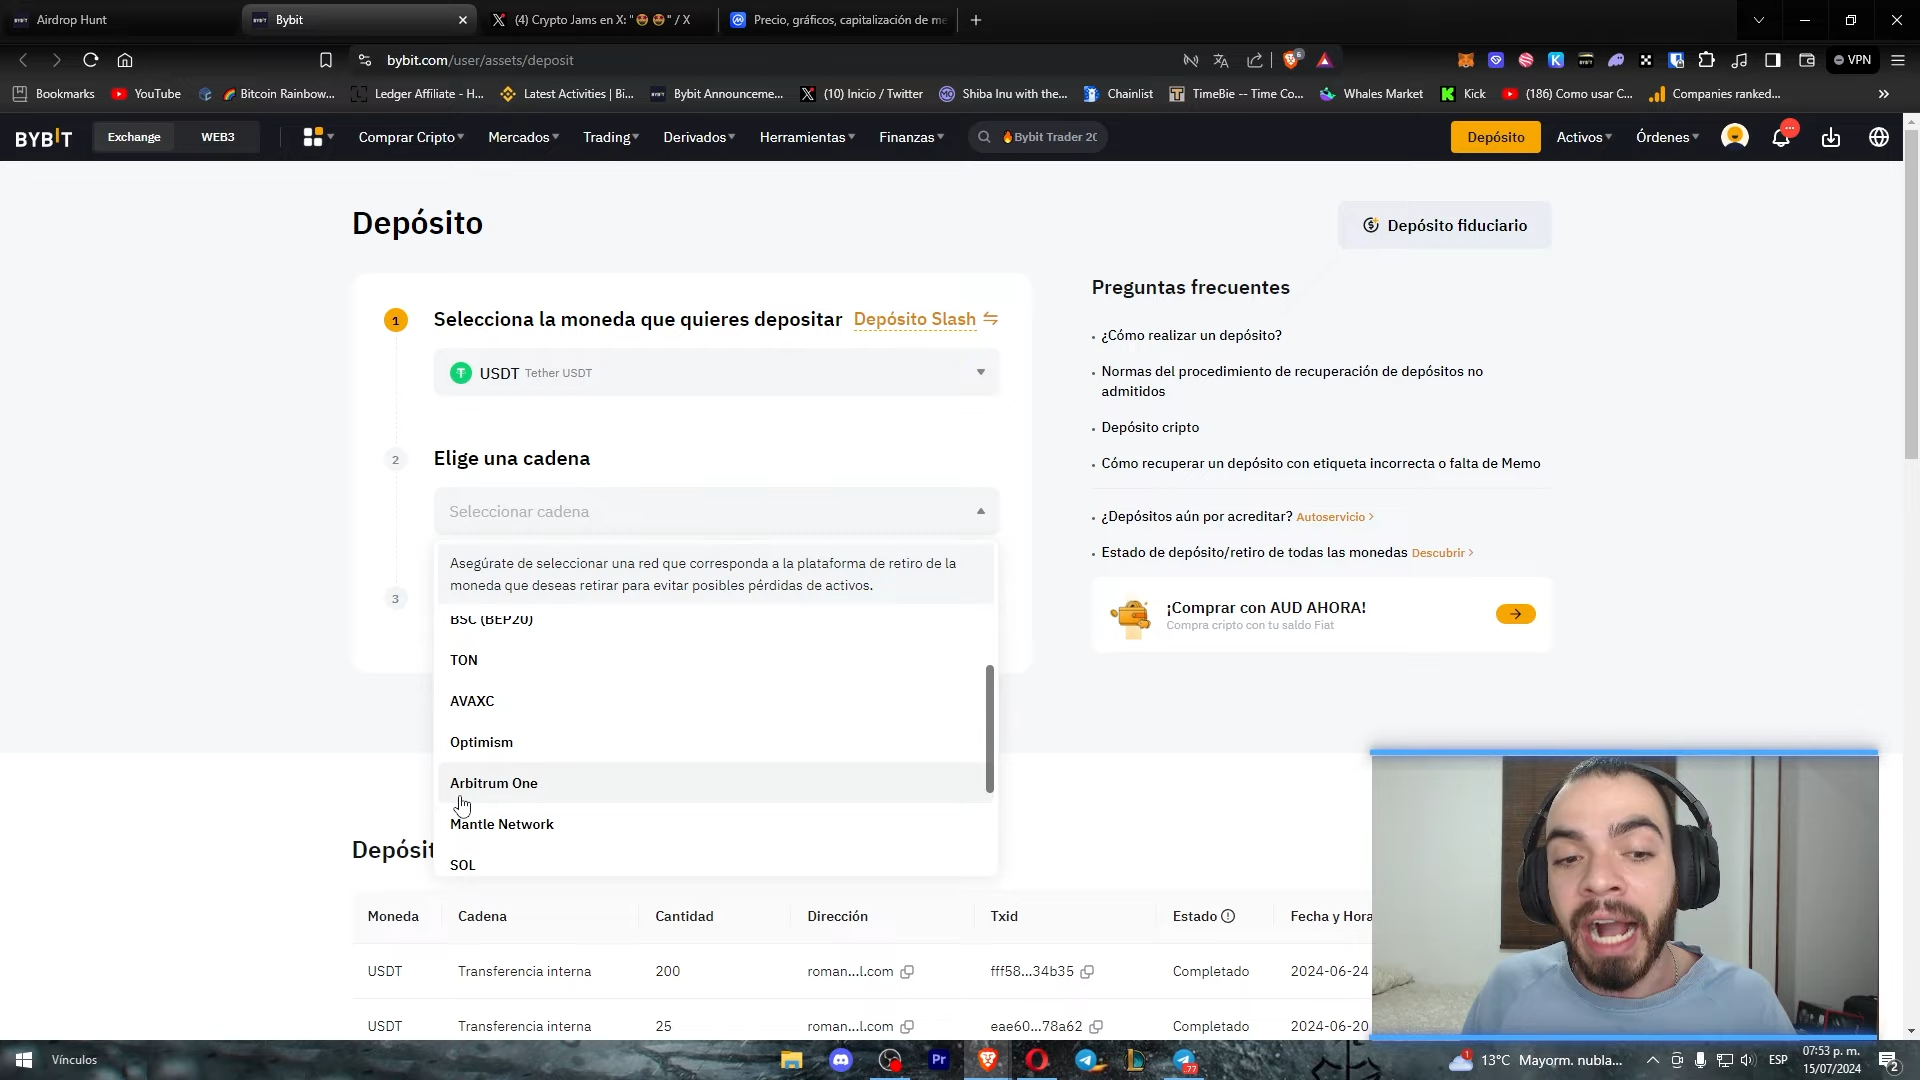 Airdrop Hunt
Bybit
(4) Crypto Jams en X: "😍😍" / X
Precio, gráficos, capitalización de me
bybit.com/user/assets/deposit
6
VPN
Bookmarks
YouTube
Bitcoin Rainbow...
Ledger Affiliate - H...
Latest Activities | Bi...
Bybit Announceme...
(10) Inicio / Twitter
Shiba Inu with the...
Chainlist
TimeBie -- Time Co...
Whales Market
Kick
(186) Como usar C...
Companies ranked...
BYBIT
Exchange
WEB3
Comprar Cripto
Mercados
Trading
Derivados
Herramientas
Finanzas
🔥Bybit Trader 20
Depósito
Activos
Órdenes
Depósito
Depósito fiduciario
1
Selecciona la moneda que quieres depositar
Depósito Slash
USDT Tether USDT
2
Elige una cadena
Seleccionar cadena
Asegúrate de seleccionar una red que corresponda a la plataforma de retiro de la
moneda que deseas retirar para evitar posibles pérdidas de activos.
3
BSC (BEP20)
TON
AVAXC
Optimism
Arbitrum One
Mantle Network
SOL
Preguntas frecuentes
¿Cómo realizar un depósito?
Normas del procedimiento de recuperación de depósitos no
admitidos
Depósito cripto
Cómo recuperar un depósito con etiqueta incorrecta o falta de Memo
¿Depósitos aún por acreditar? Autoservicio >
Estado de depósito/retiro de todas las monedas Descubrir >
¡Comprar con AUD AHORA!
Compra cripto con tu saldo Fiat
Depósit
Moneda
Cadena
Cantidad
Dirección
Txid
Estado
Fecha y Hora
USDT
Transferencia interna
200
roman...l.com
fff58...34b35
Completado
2024-06-24
USDT
Transferencia interna
25
roman...l.com
eae60...78a62
Completado
2024-06-20
Vínculos
Pr
77
1
13°C Mayorm. nubla...
ESP
07:53 p. m.
15/07/2024
2